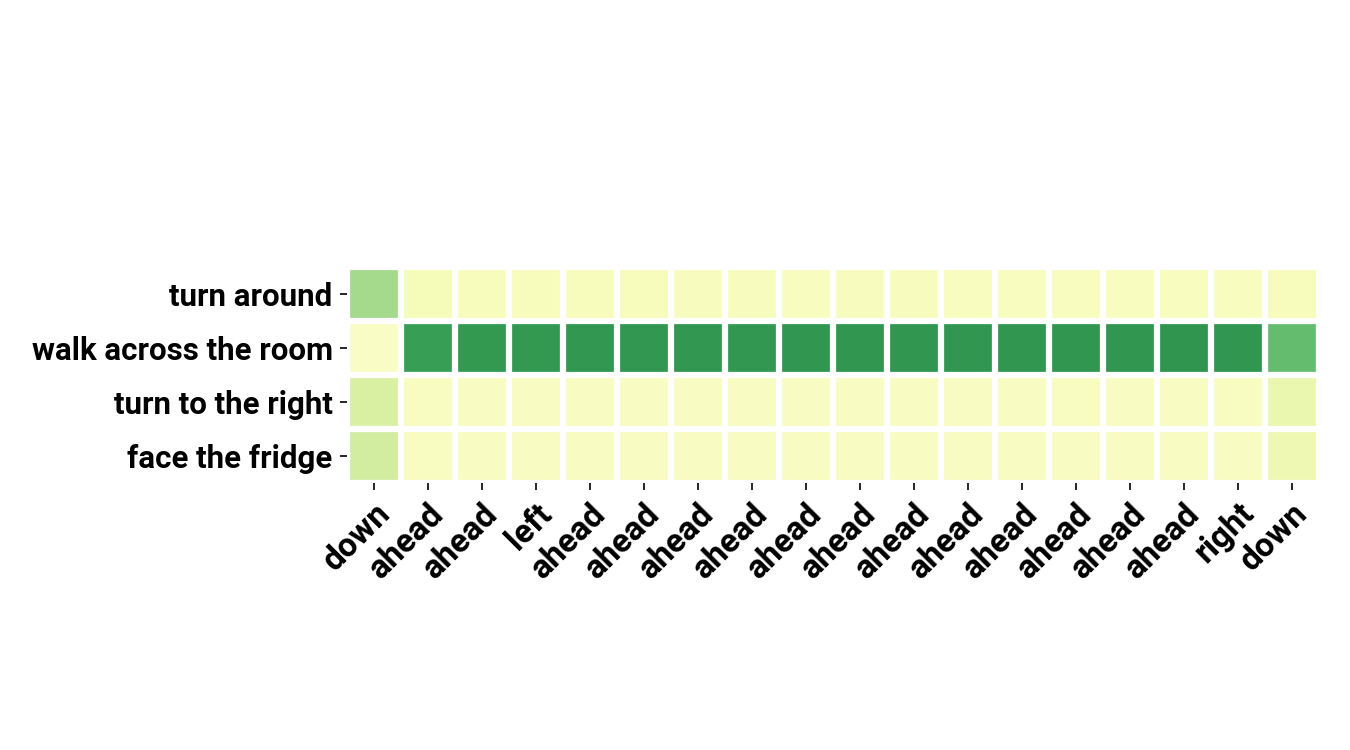 turn around
walk across the room
turn to the right
face the fridge
down
ahead
ahead
left
ahead
ahead
ahead
ahead
ahead
ahead
ahead
ahead
ahead
ahead
ahead
ahead
right
down